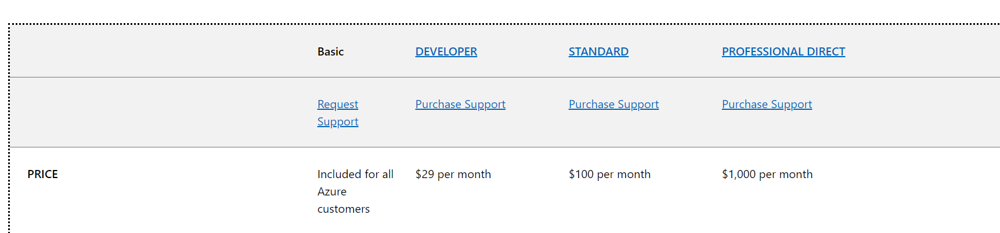 Basic DEVELOPER STANDARD PROFESSIONAL DIRECT
Request Purchase Support Purchase Support Purchase Support
Support
PRICE Included for all $29 per month $100 per month $1,000 per month
Azure
customers